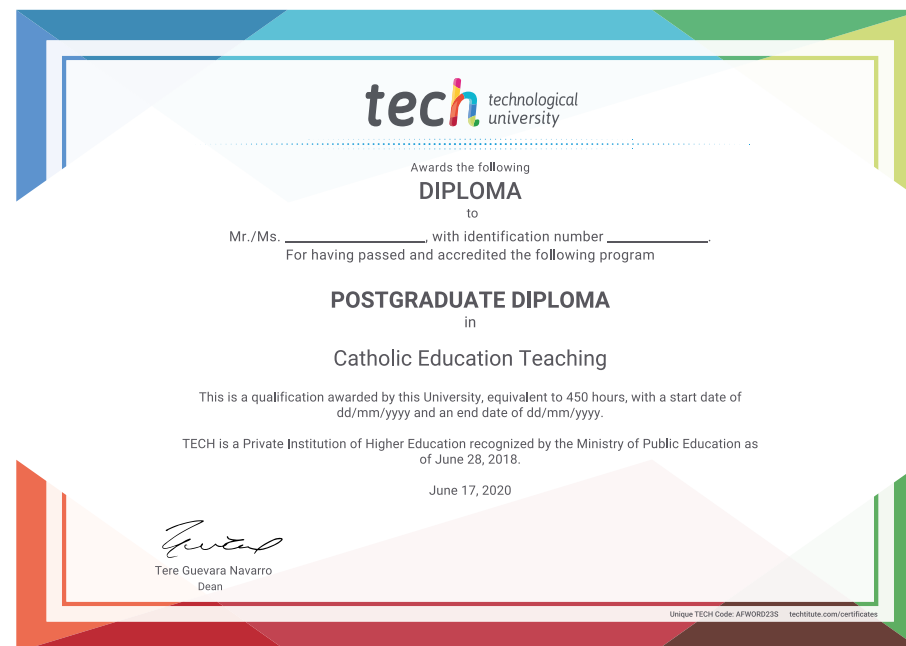 tech technological
university
Awards the following
DIPLOMA
to
Mr./Ms. ____________________, with identification number ______________.
For having passed and accredited the following program
POSTGRADUATE DIPLOMA
in
Catholic Education Teaching
This is a qualification awarded by this University, equivalent to 450 hours, with a start date of
dd/mm/yyyy and an end date of dd/mm/yyyy.
TECH is a Private Institution of Higher Education recognized by the Ministry of Public Education as
of June 28, 2018.
June 17, 2020
Tere Guevara Navarro
Dean
Unique TECH Code: AFWORD23S techtitute.com/certificates